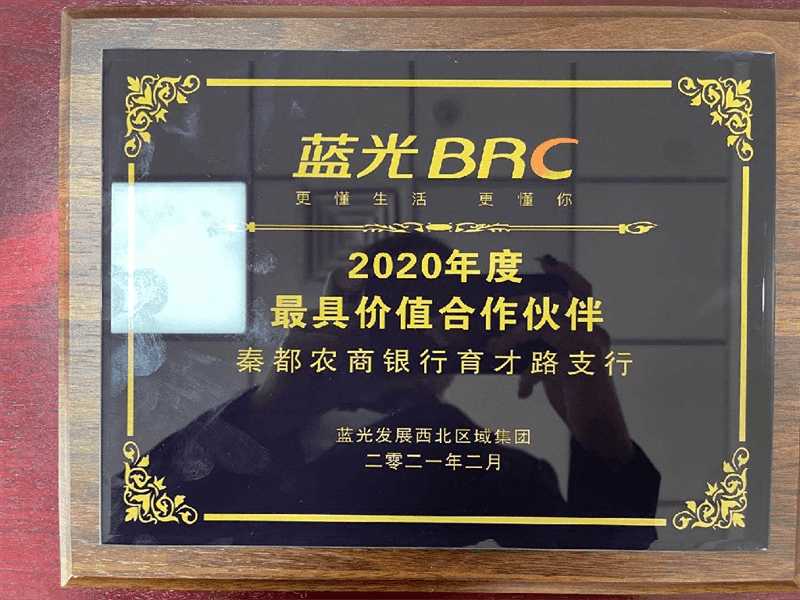 蓝光BRC
更懂生活 更懂你
2020年度
最具价值合作伙伴
秦都农商银行育才路支行
蓝光发展西北区域集团
二零二一年二月